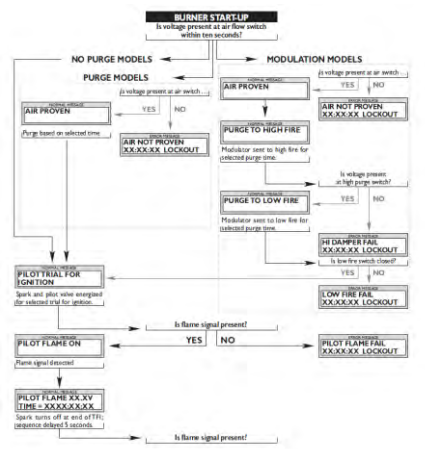 BURNER START-UP
Is voltage present at air flow switch
within ten seconds?
NO PURGE MODELS
MODULATION MODELS
PURGE MODELS
Is voltage present at air switch
NORMAL MESSAGE
AIR PROVEN
YES
NO
ERROR MESSAGE
AIR NOT PROVEN
XX:XX:XX LOCKOUT
Is voltage present at air switch
NORMAL MESSAGE
AIR PROVEN
YES
NO
Purge based on selected time
ERROR MESSAGE
AIR NOT PROVEN
XX:XX:XX LOCKOUT
NORMAL MESSAGE
PURGE TO HIGH FIRE
Modulator sent to high fire for
selected purge time.
Is voltage present
at high purge switch?
NORMAL MESSAGE
PURGE TO LOW FIRE
YES
NO
Modulator sent to low fire for
selected purge time.
ERROR MESSAGE
HI DAMPER FAIL
XX:XX:XX LOCKOUT
Is low fire switch closed?
YES
NO
NORMAL MESSAGE
PILOT TRIAL FOR
IGNITION
Spark and pilot valve energized
for selected trial for ignition.
ERROR MESSAGE
LOW FIRE FAIL
XX:XX:XX LOCKOUT
Is flame signal present?
YES
NO
NORMAL MESSAGE
PILOT FLAME ON
Flame signal detected
ERROR MESSAGE
PILOT FLAME FAIL
XX:XX:XX LOCKOUT
NORMAL MESSAGE
PILOT FLAME XX.XV
TIME = XXXX:XX:XX
Spark turns off at end of TFI;
sequence delayed 5 seconds.
Is flame signal present?